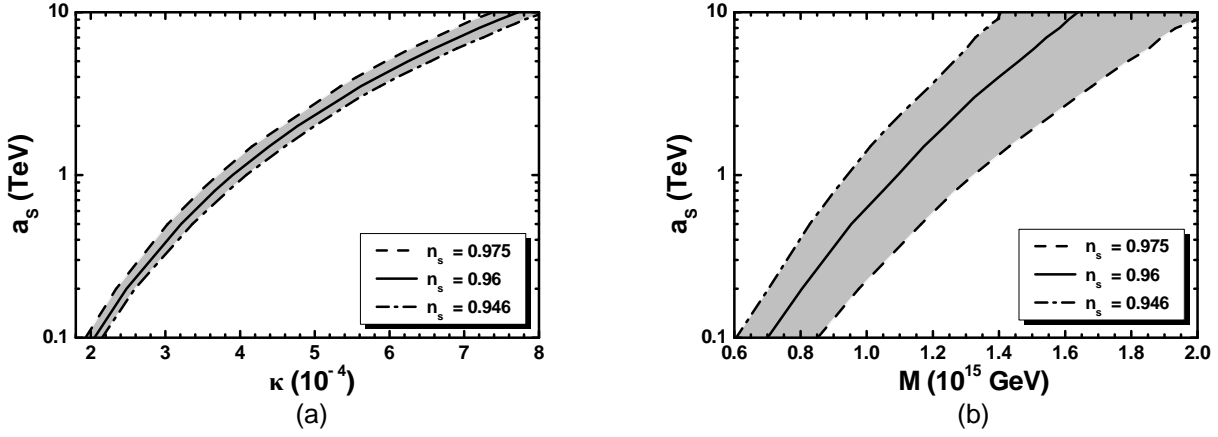 10
1
0.1
a_s (TeV)
2 3 4 5 6 7 8
κ (10^-4)
n_s = 0.975
n_s = 0.96
n_s = 0.946
(a)
10
1
0.1
a_s (TeV)
0.6 0.8 1.0 1.2 1.4 1.6 1.8 2.0
M (10^15 GeV)
n_s = 0.975
n_s = 0.96
n_s = 0.946
(b)